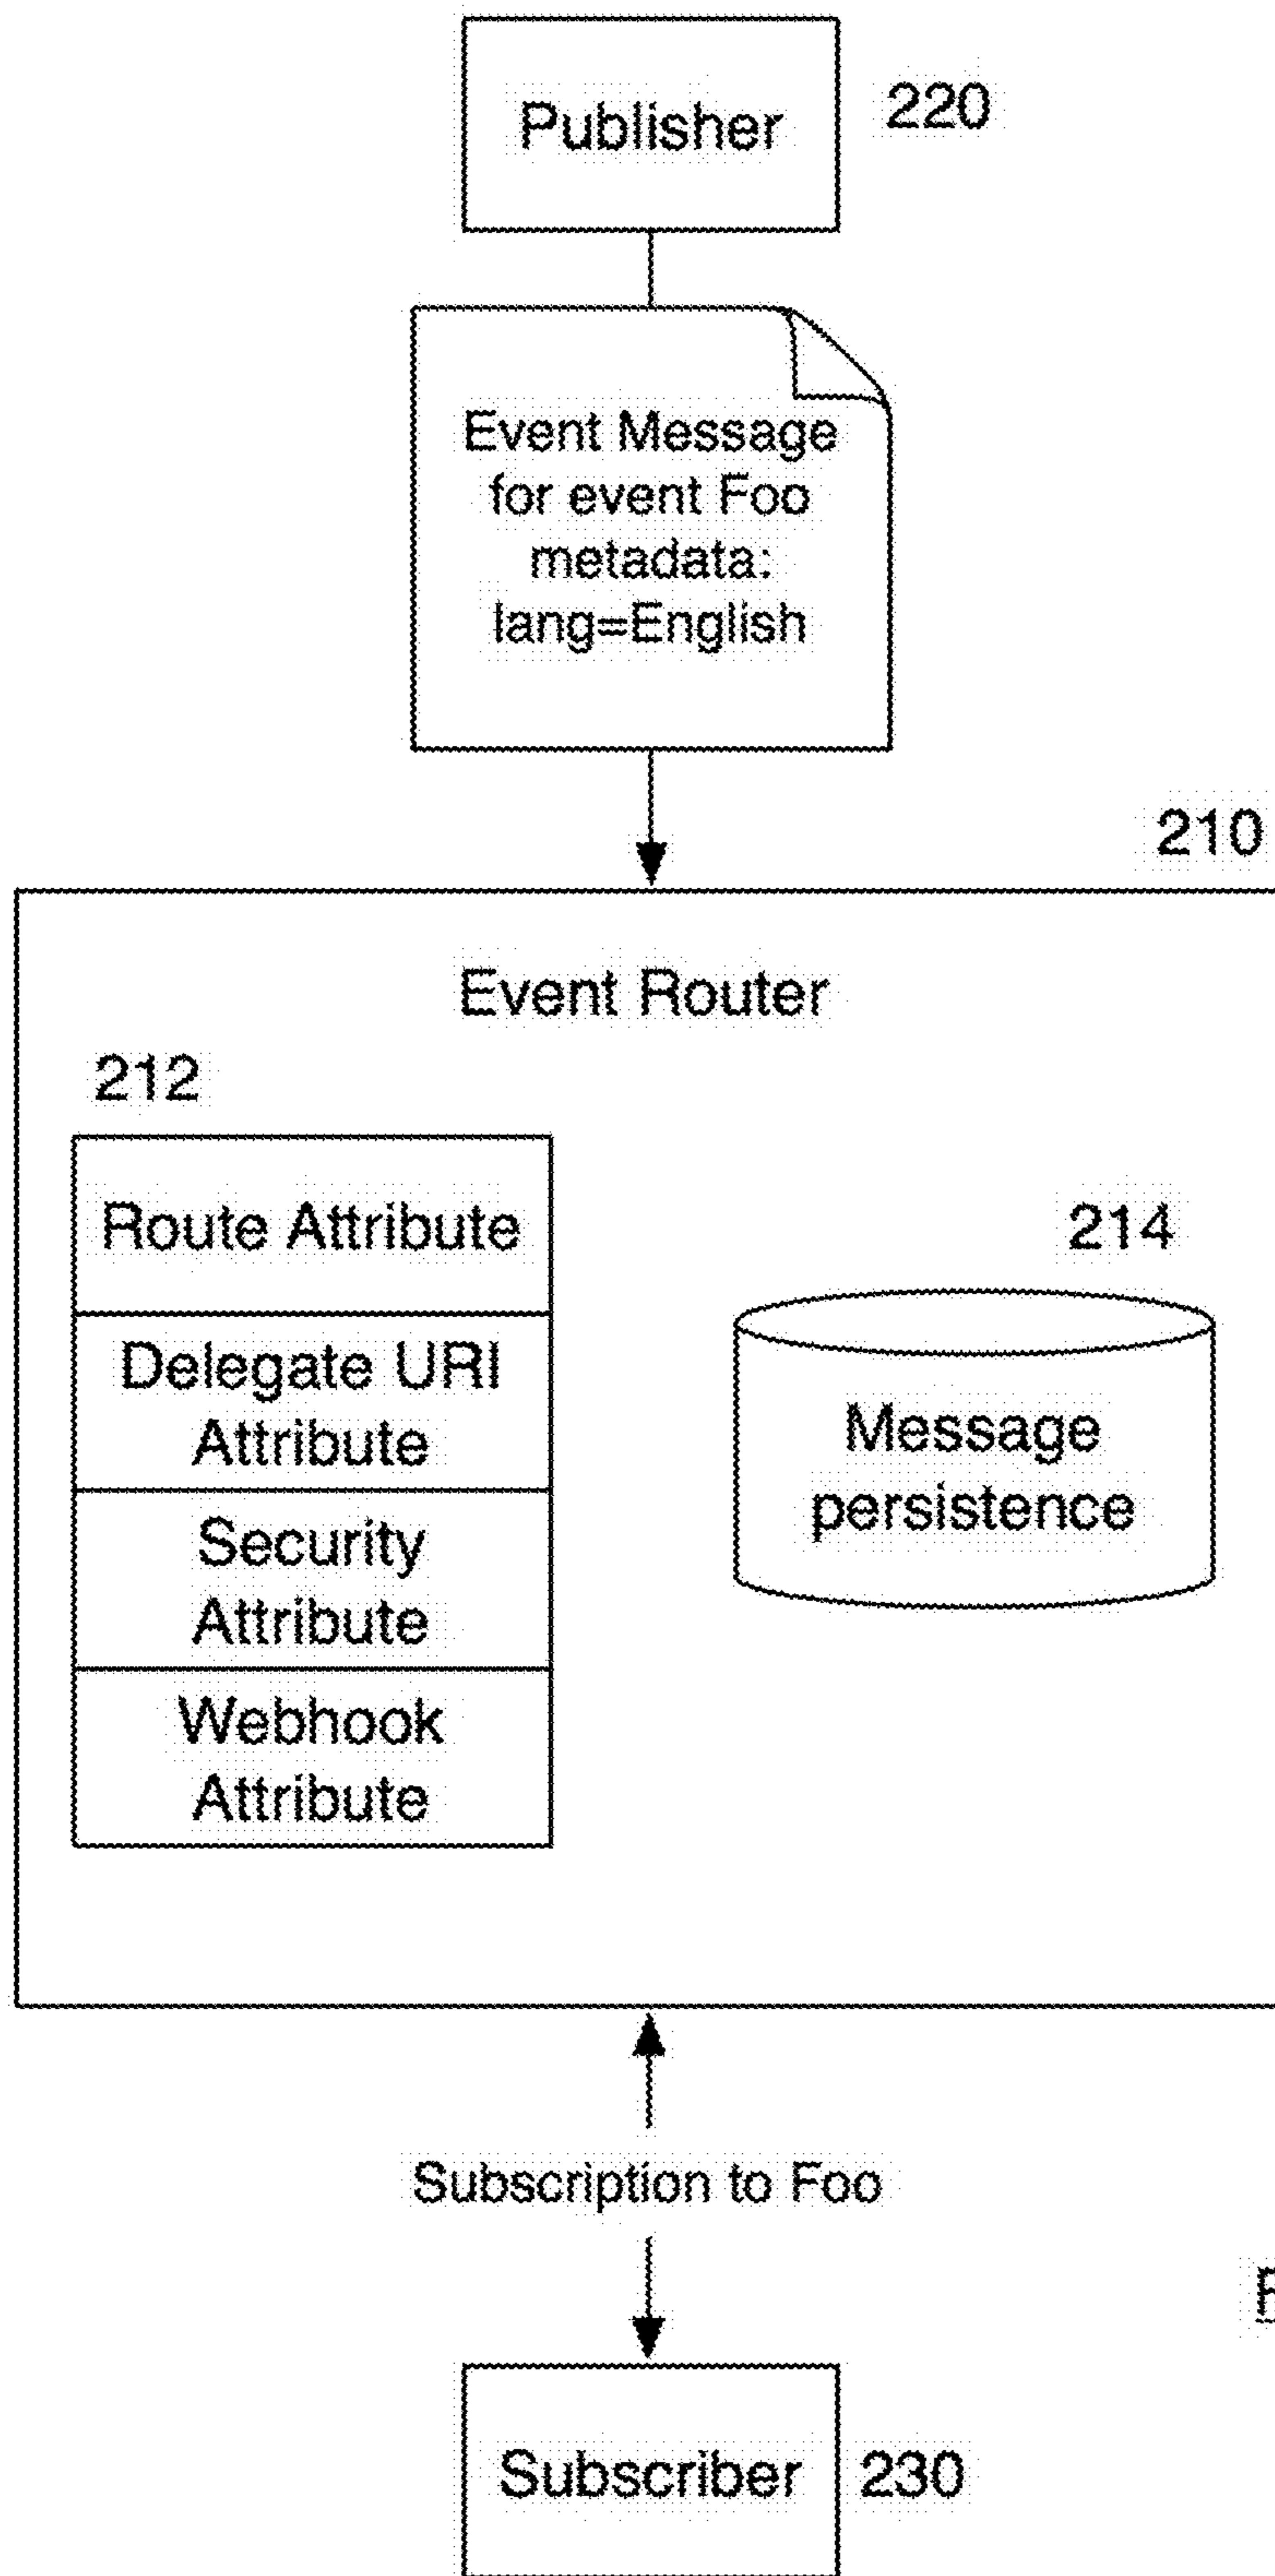 Publisher
220
Event Message
for event Foo
metadata:
lang=English
210
Event Router
212
Route Attribute
214
Delegate URI
Attribute
Message
persistence
Security
Attribute
Webhook
Attribute
Subscription to Foo
Subscriber
230